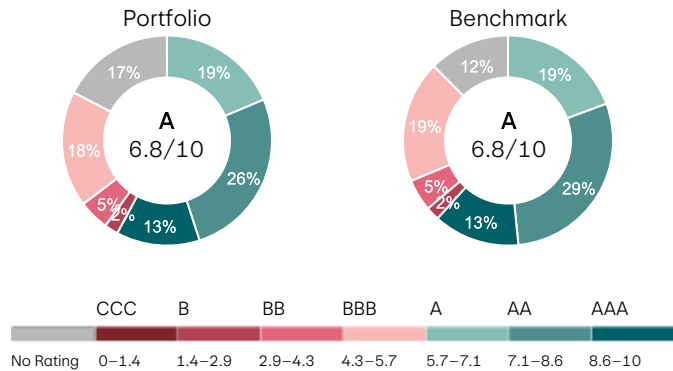 Portfolio
Benchmark
17%
19%
18%
26%
5%
2%
13%
A
6.8/10
12%
19%
19%
29%
5%
2%
13%
A
6.8/10
CCC B BB BBB A AA AAA
No Rating 0–1.4 1.4–2.9 2.9–4.3 4.3–5.7 5.7–7.1 7.1–8.6 8.6–10